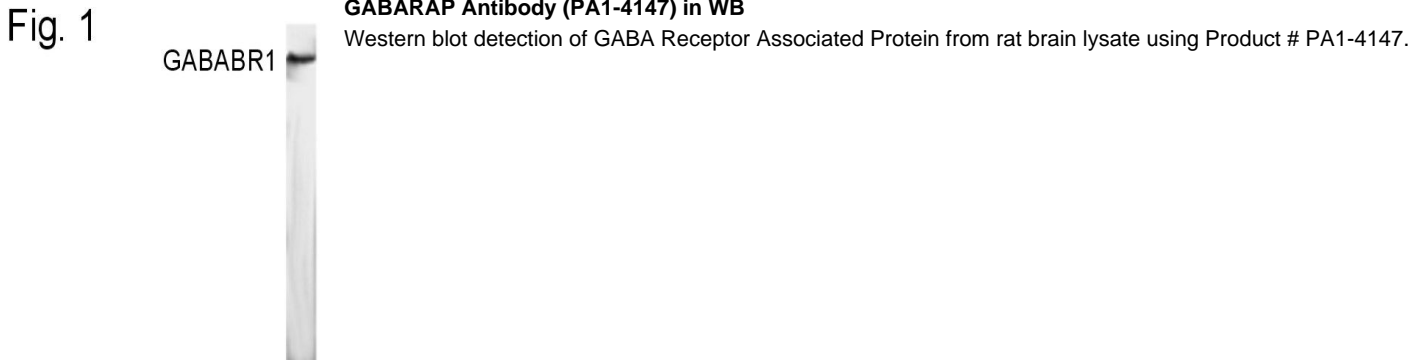 Fig. 1
GABARAP Antibody (PA1-4147) in WB
Western blot detection of GABA Receptor Associated Protein from rat brain lysate using Product # PA1-4147.
GABABR1